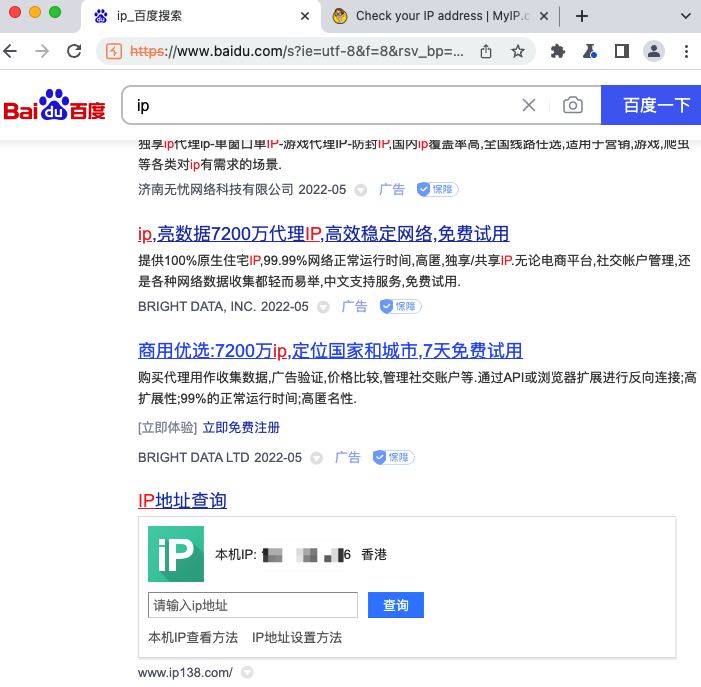 ip_百度搜索
Check your IP address | MyIP.c
https://www.baidu.com/s?ie=utf-8&f=8&rsv_bp=...
Bai du 百度
ip
百度一下
独享ip代理ip-单窗口单IP-游戏代理IP-防封IP,国内ip覆盖率高,全国线路任选,适用于营销,游戏,爬虫
等各类对ip有需求的场景.
济南无忧网络科技有限公司 2022-05 广告 保障
ip,亮数据7200万代理IP,高效稳定网络,免费试用
提供100%原生住宅IP,99.99%网络正常运行时间,高匿,独享/共享IP.无论电商平台,社交帐户管理,还
是各种网络数据收集都轻而易举,中文支持服务,免费试用.
BRIGHT DATA, INC. 2022-05 广告 保障
商用优选:7200万ip,定位国家和城市,7天免费试用
购买代理用作收集数据,广告验证,价格比较,管理社交账户等.通过API或浏览器扩展进行反向连接;高
扩展性;99%的正常运行时间;高匿名性.
[立即体验] 立即免费注册
BRIGHT DATA LTD 2022-05 广告 保障
IP地址查询
iP
本机IP: 6 香港
请输入ip地址
查询
本机IP查看方法 IP地址设置方法
www.ip138.com/